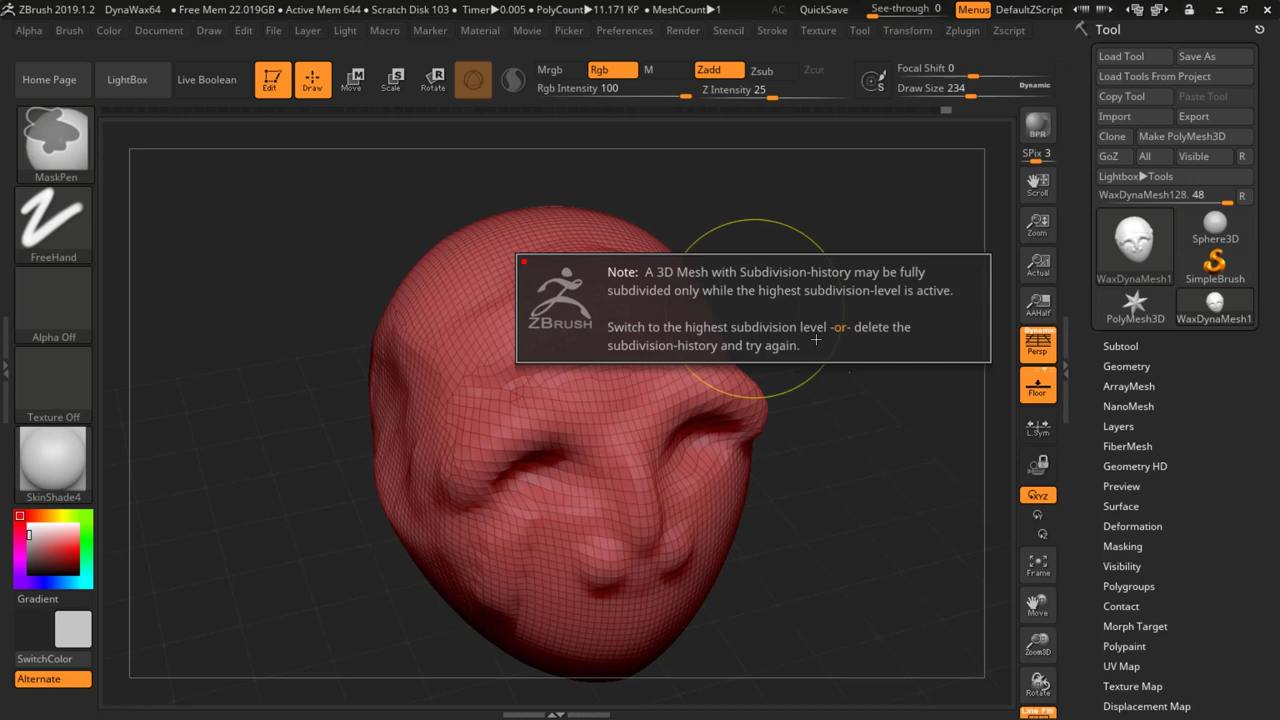 ZBrush 2019.1.2 DynaWax64 • Free Mem 22.019GB • Active Mem 644 • Scratch Disk 103 • Timer▶0.005 • PolyCount▶11.171 KP • MeshCount▶1 AC QuickSave See-through 0 Menus DefaultZScript
Alpha Brush Color Document Draw Edit File Layer Light Macro Marker Material Movie Picker Preferences Render Stencil Stroke Texture Tool Transform Zplugin Zscript
Home Page LightBox Live Boolean Edit Draw Move Scale Rotate
Mrgb Rgb M Zadd Zsub Zcut
Rgb Intensity 100 Z Intensity 25
Focal Shift 0
Draw Size 234 Dynamic
MaskPen
FreeHand
Alpha Off
Texture Off
SkinShade4
Gradient
SwitchColor
Alternate
Note: A 3D Mesh with Subdivision-history may be fully
subdivided only while the highest subdivision-level is active.
Switch to the highest subdivision level -or- delete the
subdivision-history and try again.
ZBRUSH
BPR
SPix 3
Scroll
Zoom
Actual
AAHalf
Dynamic
Persp
Floor
L.Sym
XYZ
Frame
Move
Zoom3D
Rotate
Line Fill
Tool
Load Tool Save As
Load Tools From Project
Copy Tool Paste Tool
Import Export
Clone Make PolyMesh3D
GoZ All Visible R
Lightbox▶Tools
WaxDynaMesh128. 48 R
WaxDynaMesh1 Sphere3D
SimpleBrush
PolyMesh3D WaxDynaMesh1
Subtool
Geometry
ArrayMesh
NanoMesh
Layers
FiberMesh
Geometry HD
Preview
Surface
Deformation
Masking
Visibility
Polygroups
Contact
Morph Target
Polypaint
UV Map
Texture Map
Displacement Map